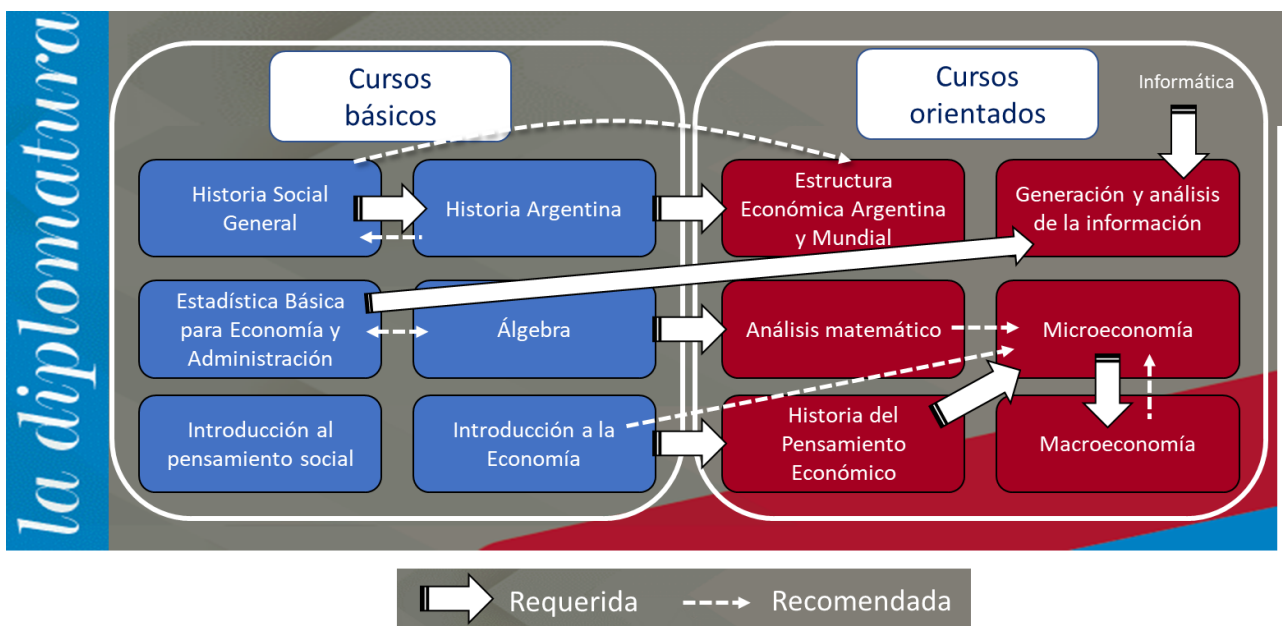 la diplomatura
Cursos
básicos
Cursos
orientados
Informática
Historia Social
General
Historia Argentina
Estructura
Económica Argentina
y Mundial
Generación y análisis
de la información
Estadística Básica
para Economía y
Administración
Álgebra
Análisis matemático
Microeconomía
Introducción al
pensamiento social
Introducción a la
Economía
Historia del
Pensamiento
Económico
Macroeconomía
Requerida
Recomendada